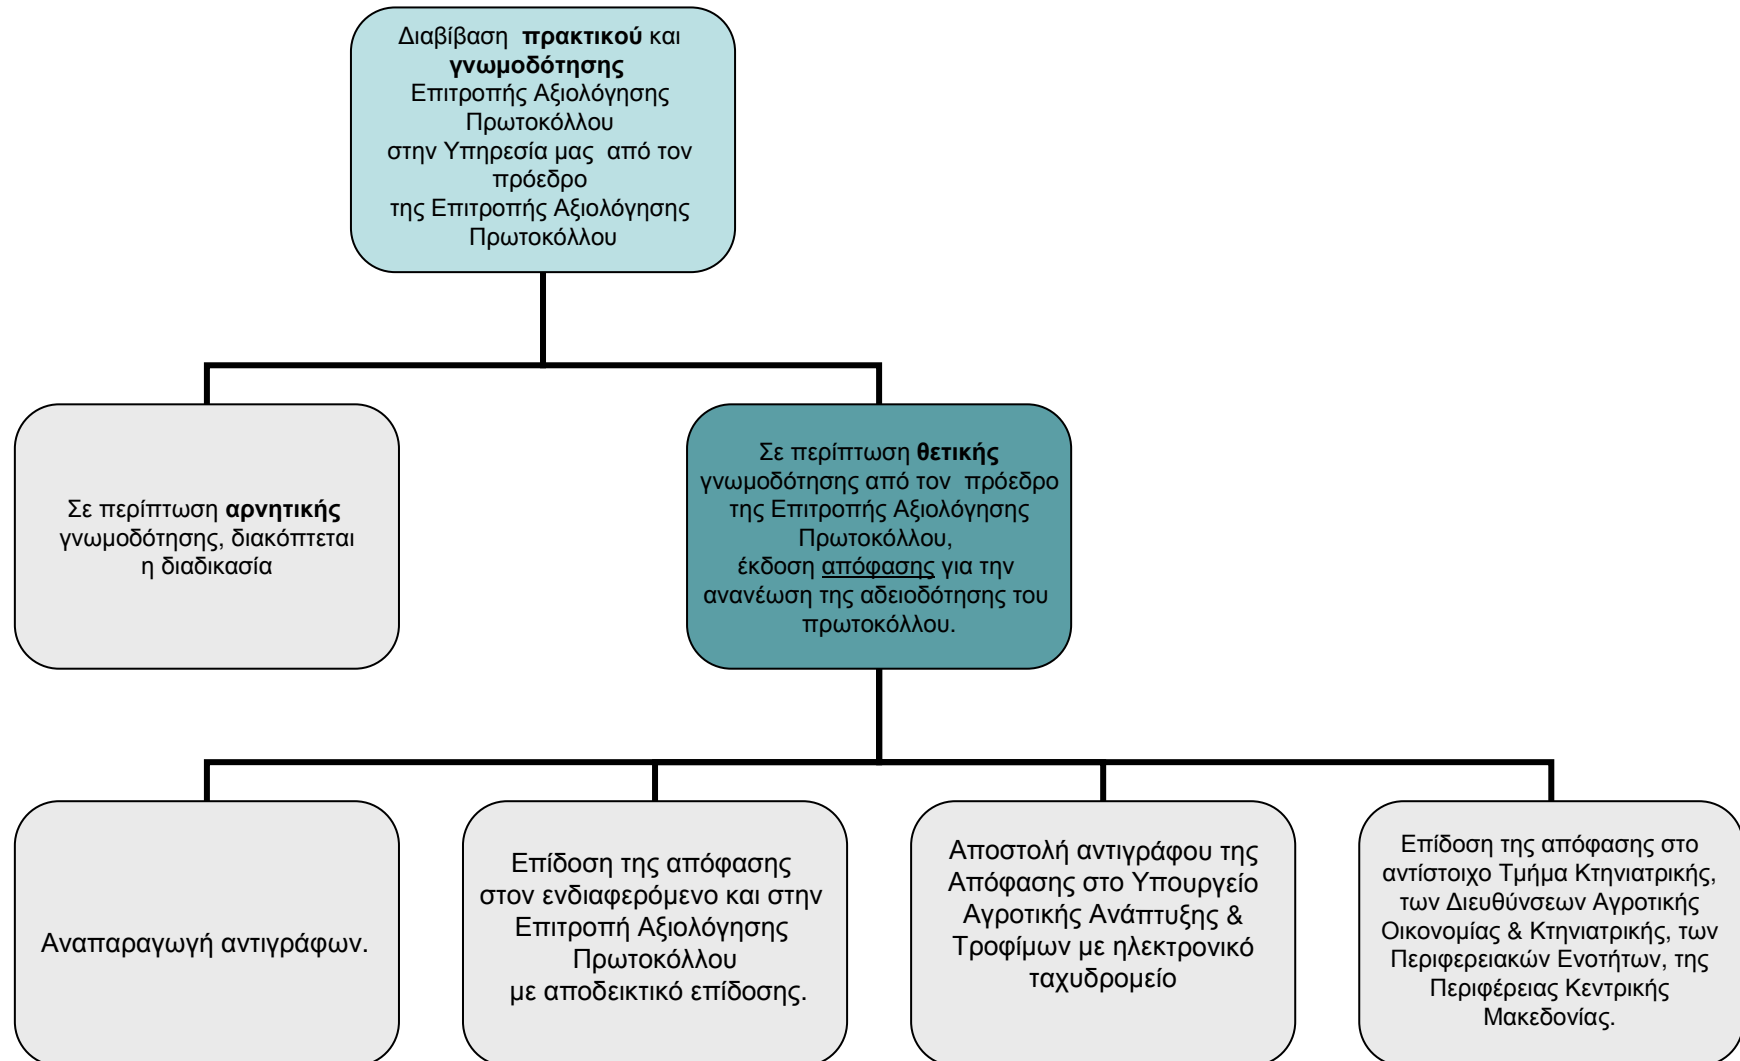 Διαβίβαση πρακτικού και
γνωμοδότησης
Επιτροπής Αξιολόγησης
Πρωτοκόλλου
στην Υπηρεσία μας από τον
πρόεδρο
της Επιτροπής Αξιολόγησης
Πρωτοκόλλου
Σε περίπτωση αρνητικής
γνωμοδότησης, διακόπτεται
η διαδικασία
Σε περίπτωση θετικής
γνωμοδότησης από τον πρόεδρο
της Επιτροπής Αξιολόγησης
Πρωτοκόλλου,
έκδοση απόφασης για την
ανανέωση της αδειοδότησης του
πρωτοκόλλου.
Αναπαραγωγή αντιγράφων.
Επίδοση της απόφασης
στον ενδιαφερόμενο και στην
Επιτροπή Αξιολόγησης
Πρωτοκόλλου
με αποδεικτικό επίδοσης.
Αποστολή αντιγράφου της
Απόφασης στο Υπουργείο
Αγροτικής Ανάπτυξης &
Τροφίμων με ηλεκτρονικό
ταχυδρομείο
Επίδοση της απόφασης στο
αντίστοιχο Τμήμα Κτηνιατρικής,
των Διευθύνσεων Αγροτικής
Οικονομίας & Κτηνιατρικής, των
Περιφερειακών Ενοτήτων, της
Περιφέρειας Κεντρικής
Μακεδονίας.